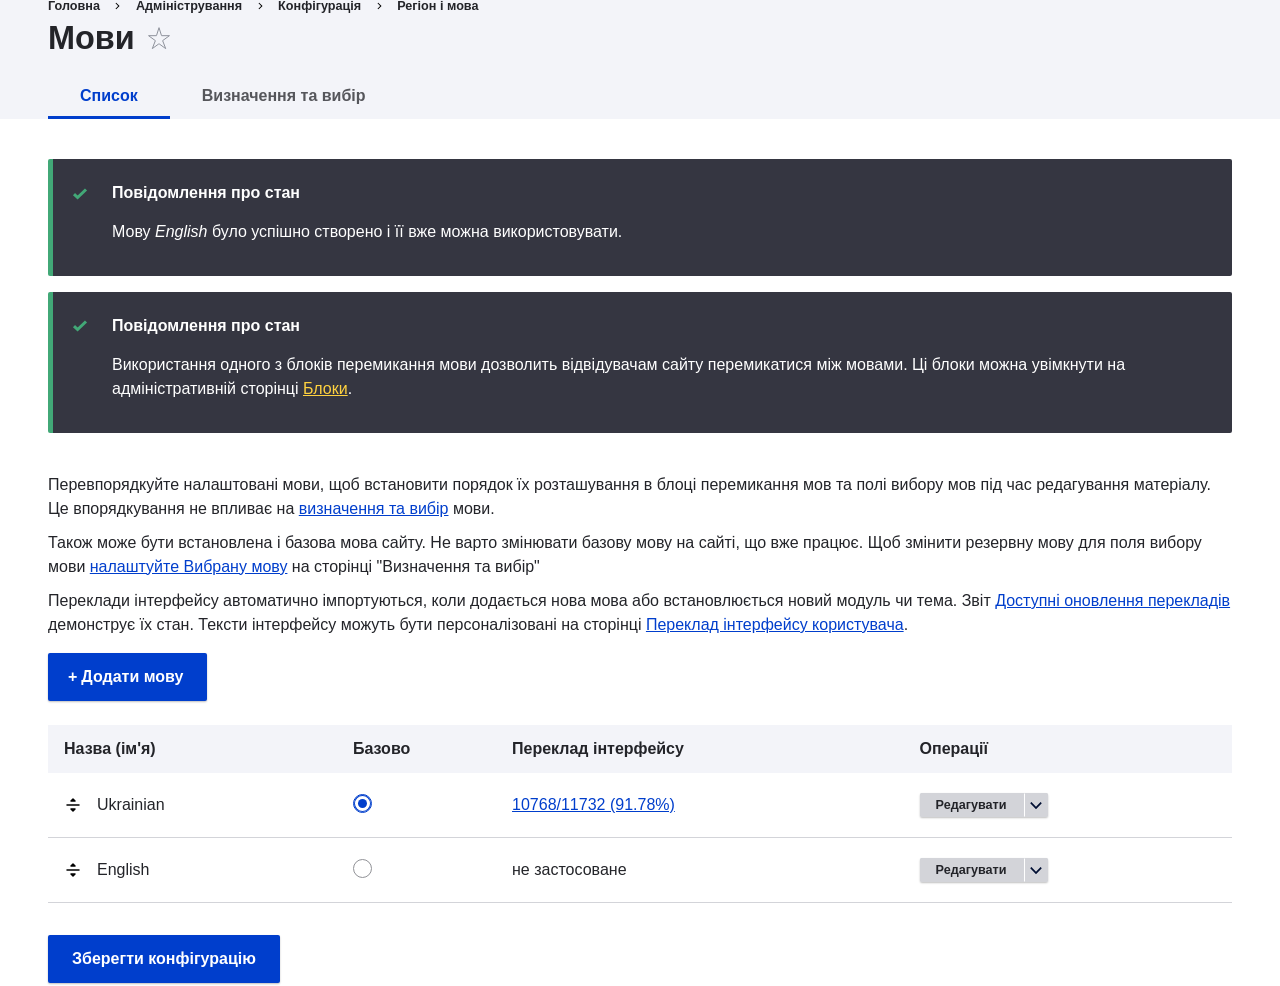 Головна > Адміністрування > Конфігурація > Регіон і мова
Мови
Список Визначення та вибір
Повідомлення про стан
Мову English було успішно створено і її вже можна використовувати.
Повідомлення про стан
Використання одного з блоків перемикання мови дозволить відвідувачам сайту перемикатися між мовами. Ці блоки можна увімкнути на
адміністративній сторінці Блоки.
Перевпорядкуйте налаштовані мови, щоб встановити порядок їх розташування в блоці перемикання мов та полі вибору мов під час редагування матеріалу.
Це впорядкування не впливає на визначення та вибір мови.
Також може бути встановлена і базова мова сайту. Не варто змінювати базову мову на сайті, що вже працює. Щоб змінити резервну мову для поля вибору
мови налаштуйте Вибрану мову на сторінці "Визначення та вибір"
Переклади інтерфейсу автоматично імпортуються, коли додається нова мова або встановлюється новий модуль чи тема. Звіт Доступні оновлення перекладів
демонструє їх стан. Тексти інтерфейсу можуть бути персоналізовані на сторінці Переклад інтерфейсу користувача.
+ Додати мову
Назва (ім'я) Базово Переклад інтерфейсу Операції
Ukrainian 10768/11732 (91.78%) Редагувати
English не застосоване Редагувати
Зберегти конфігурацію